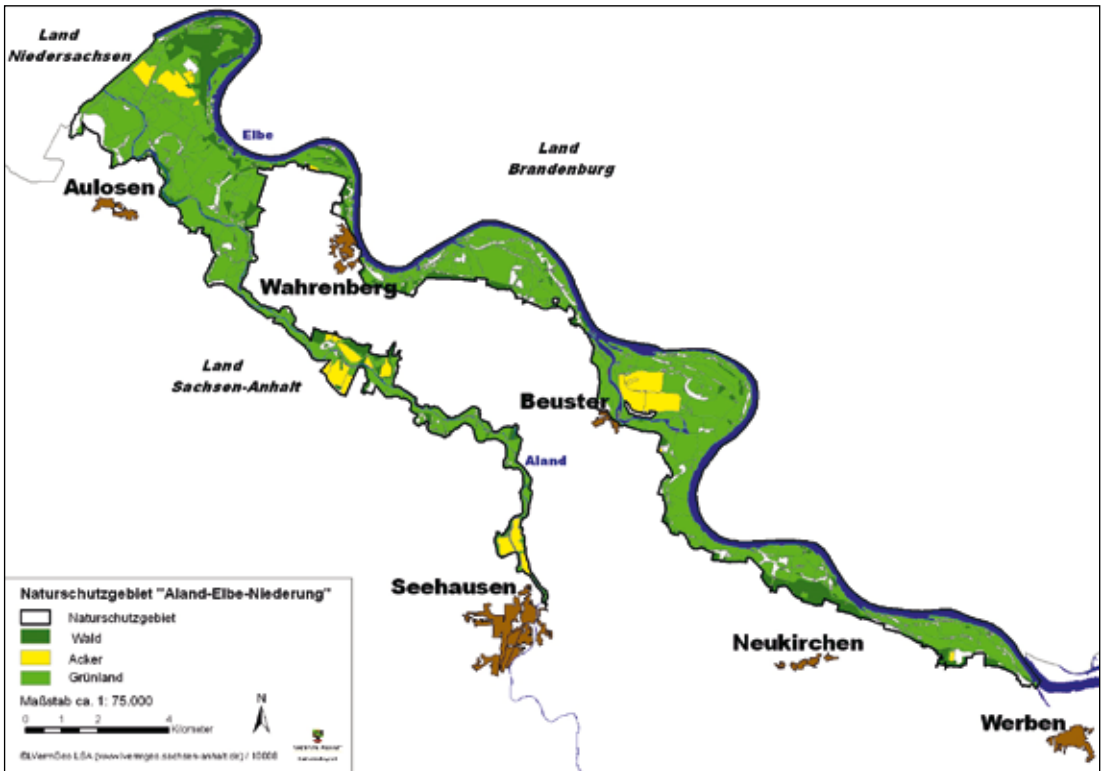 Land
Niedersachsen
Elbe
Land
Brandenburg
Aulosen
Wahrenberg
Land
Sachsen-Anhalt
Beuster
Aland
Seehausen
Neukirchen
Werben
Naturschutzgebiet "Aland-Elbe-Niederung"
Naturschutzgebiet
Wald
Acker
Grünland
Maßstab ca. 1: 75.000
N
0 1 2 4
Kilometer